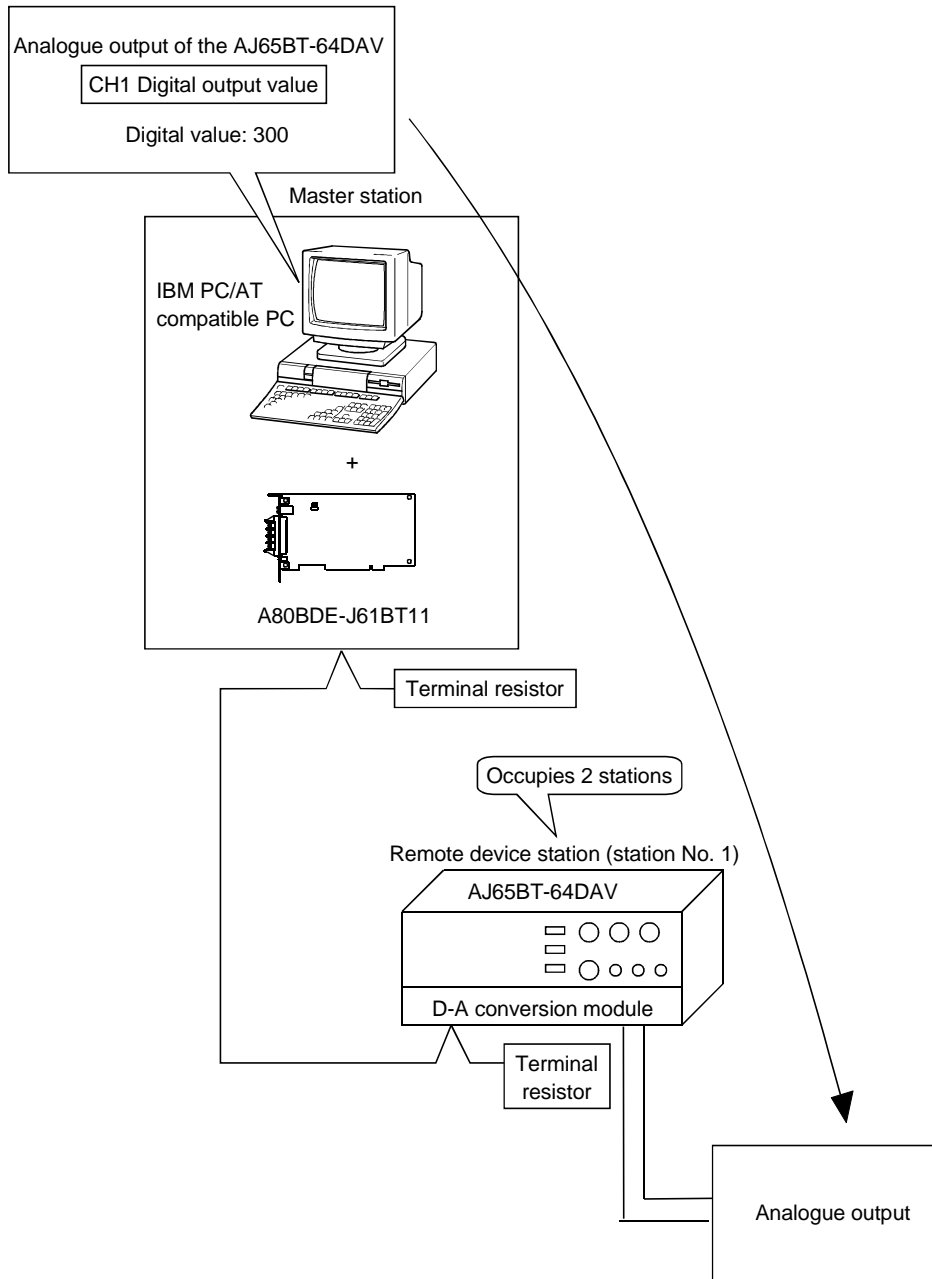 Analogue output of the AJ65BT-64DAV
CH1 Digital output value
Digital value: 300
Master station
IBM PC/AT
compatible PC
+
A80BDE-J61BT11
Terminal resistor
Occupies 2 stations
Remote device station (station No. 1)
AJ65BT-64DAV
D-A conversion module
Terminal
resistor
Analogue output